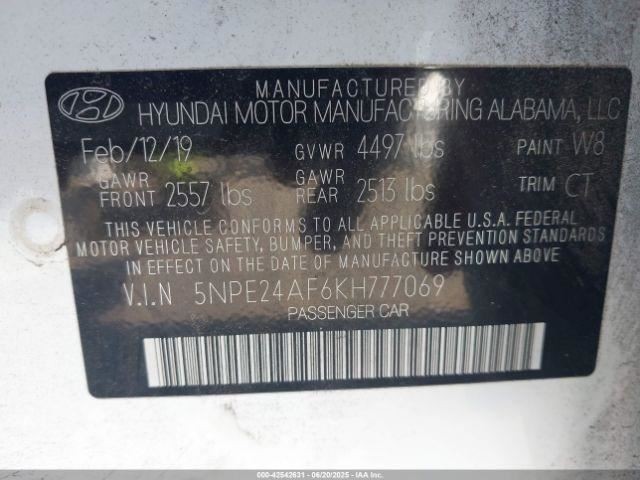 MANUFACTURED BY
HYUNDAI MOTOR MANUFACTURING ALABAMA, LLC
Feb/12/19 GVWR 4497 lbs PAINT W8
GAWR FRONT 2557 lbs GAWR REAR 2513 lbs TRIM CT
THIS VEHICLE CONFORMS TO ALL APPLICABLE U.S.A. FEDERAL
MOTOR VEHICLE SAFETY, BUMPER, AND THEFT PREVENTION STANDARDS
IN EFFECT ON THE DATE OF MANUFACTURE SHOWN ABOVE
V.I.N 5NPE24AF6KH777069
PASSENGER CAR
000-42542631 - 06/20/2025 - IAAI.COM